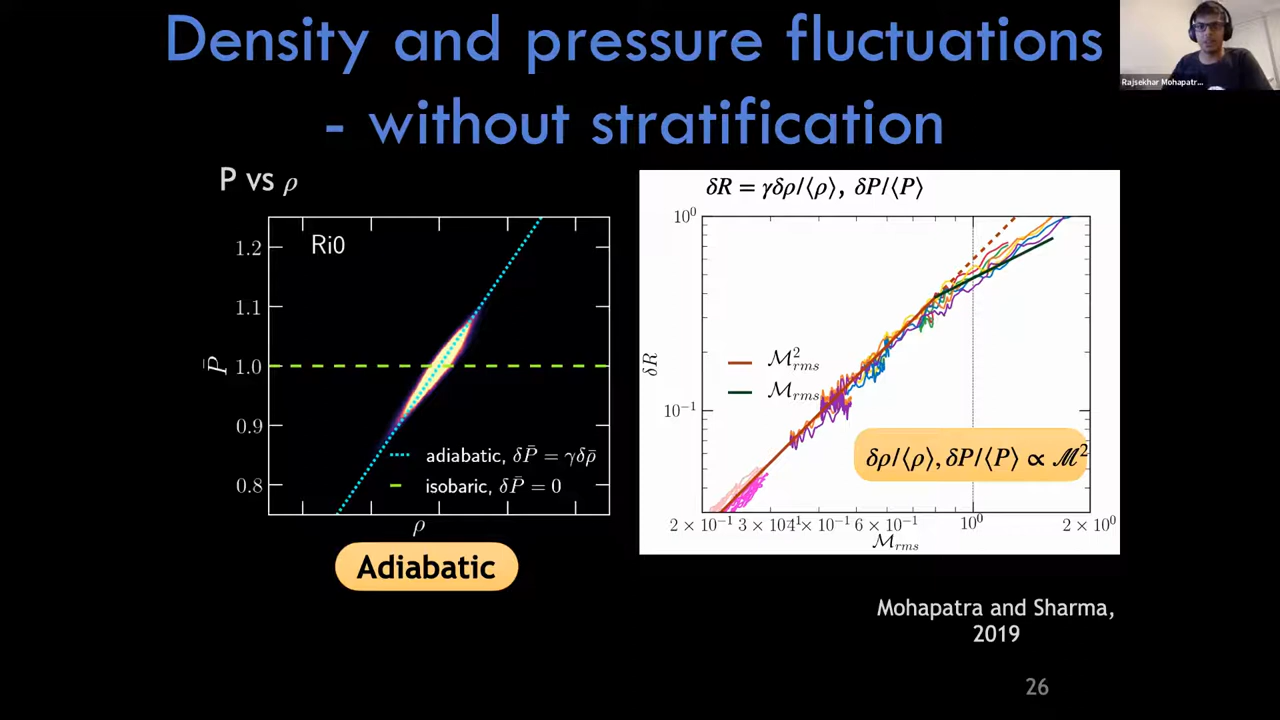 Density and pressure fluctuations
- without stratification
Rajsekhar Mohapatr...
P vs ρ
Ri0
1.2
1.1
1.0
0.9
0.8
P̄
adiabatic, δP̄ = γδρ̄
isobaric, δP̄ = 0
ρ
Adiabatic
δR = γδρ/⟨ρ⟩, δP/⟨P⟩
10⁰
10⁻¹
δR
ℳ²rms
ℳrms
δρ/⟨ρ⟩, δP/⟨P⟩ ∝ ℳ²
2 × 10⁻¹ 3 × 10⁻¹ 4 × 10⁻¹ 6 × 10⁻¹ 10⁰ 2 × 10⁰
ℳrms
Mohapatra and Sharma,
2019
26